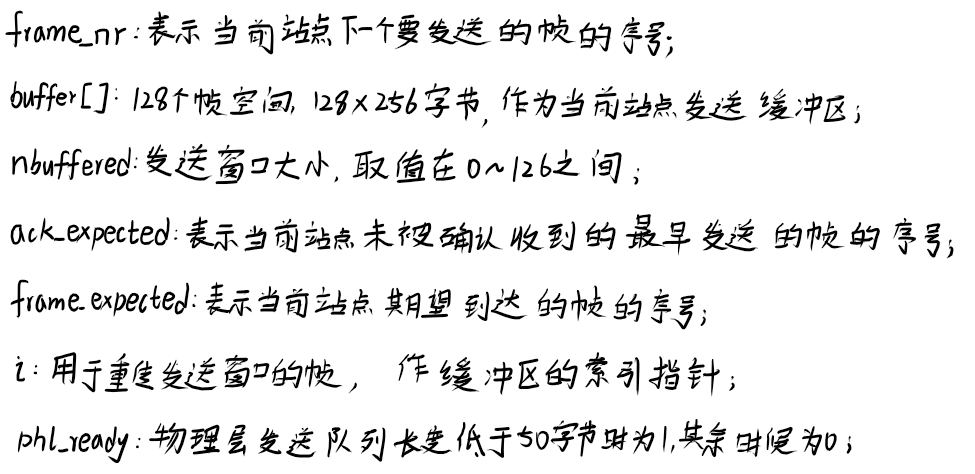 frame_nr:表示当前站点下一个要发送的帧的序号;
buffer[]: 128个帧空间, 128×256字节, 作为当前站点发送缓冲区;
nbuffered:发送窗口大小, 取值在0~126之间;
ack_expected:表示当前站点未被确认收到的最早发送的帧的序号;
frame_expected:表示当前站点期望到达的帧的序号;
i:用于重传发送窗口的帧, 作缓冲区的索引指针;
phl_ready:物理层发送队列长度低于50字节时为1,其余时候为0;